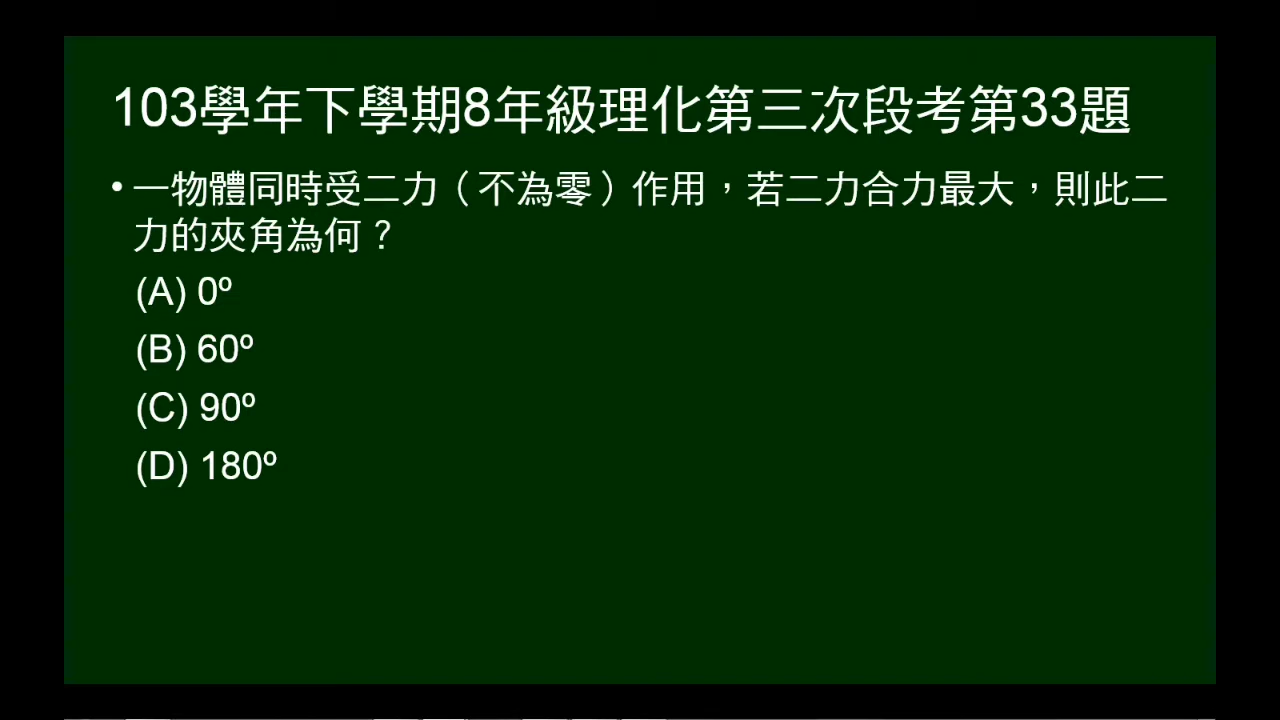 103學年下學期8年級理化第三次段考第33題
•一物體同時受二力（不為零）作用，若二力合力最大，則此二
力的夾角為何？
(A) 0º
(B) 60º
(C) 90º
(D) 180º